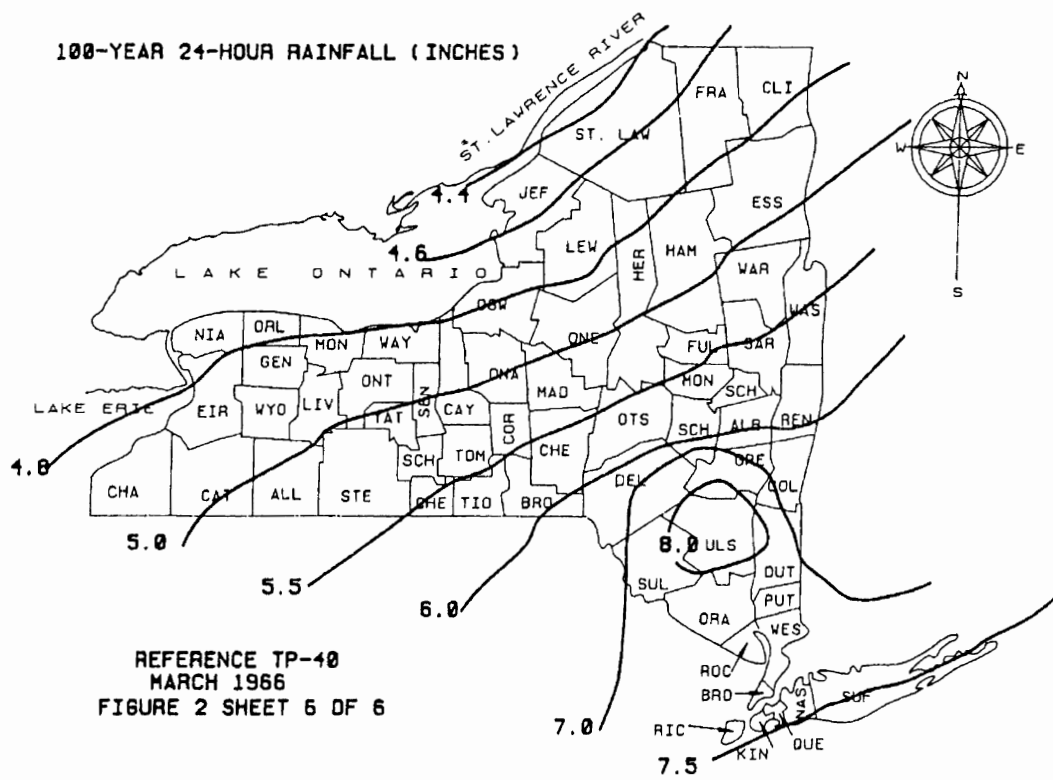 100-YEAR 24-HOUR RAINFALL (INCHES)
ST. LAWRENCE RIVER
N
W E
S
FRA CLI
ST. LAW
4.4 JEF
ESS
4.6
LEW HER HAM
LAKE ONTARIO
WAR
OSW WAS
NIA ORL MON WAY ONE FUL SAR
GEN
ONT SEN ONA MAD MON SCH
LAKE ERIE EIR WYO LIV TAT CAY COR OTS SCH ALB REN
4.8 SCH TOM CHE GRE
CHA CAT ALL STE CHE TIO BRO DEL COL
5.0
8.0 ULS
5.5 SUL DUT
6.0 PUT
ORA WES
ROC
BRO
REFERENCE TP-40
MARCH 1966
FIGURE 2 SHEET 6 OF 6
NAS SUF
7.0 RIC KIN QUE
7.5